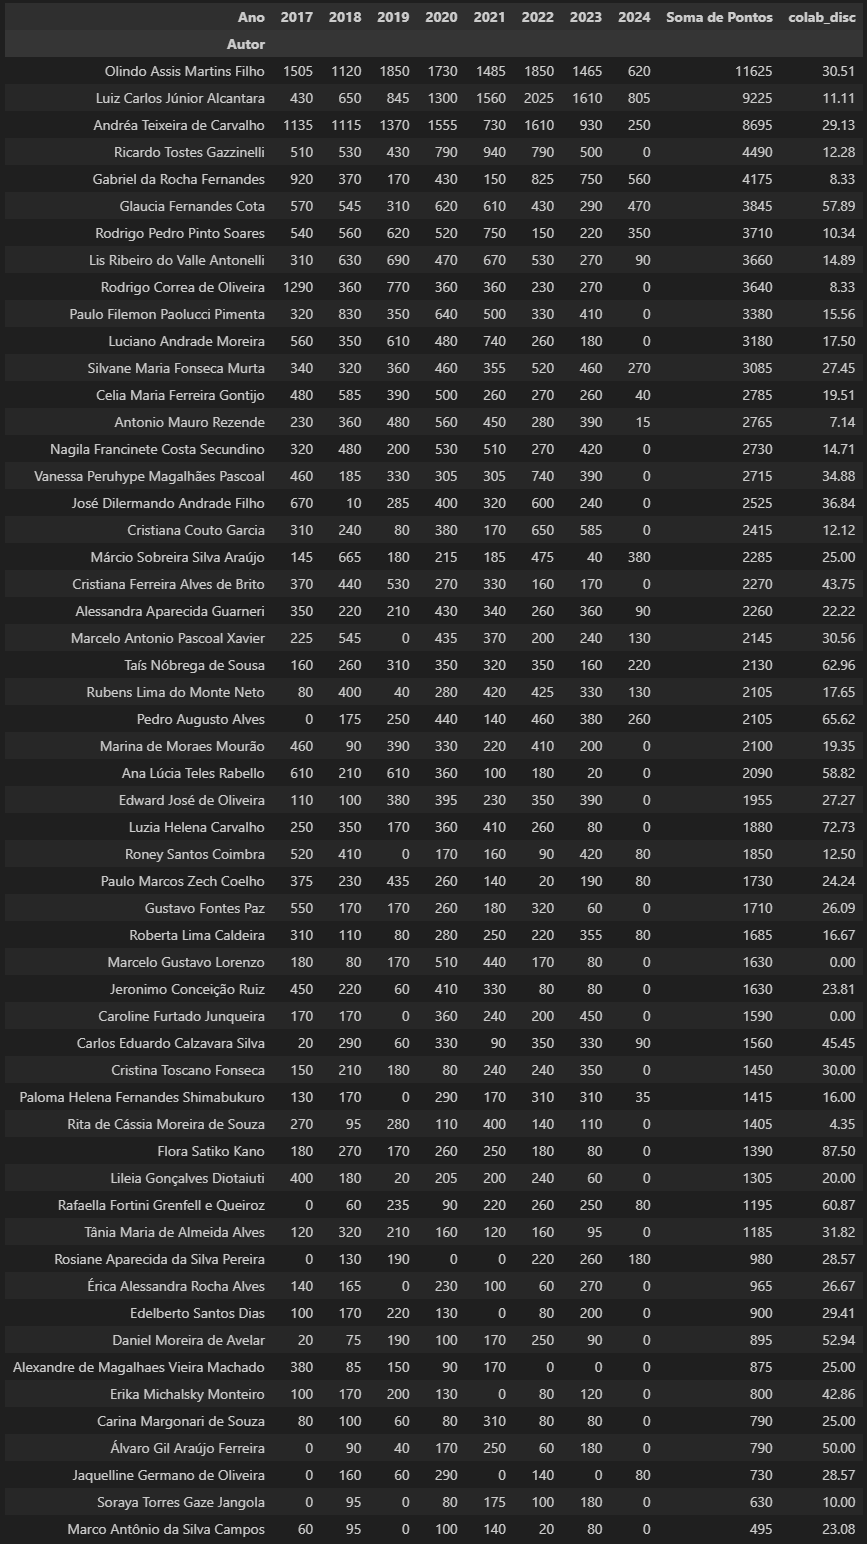 Ano 2017 2018 2019 2020 2021 2022 2023 2024 Soma de Pontos colab_disc
Autor
Olindo Assis Martins Filho 1505 1120 1850 1730 1485 1850 1465 620 11625 30.51
Luiz Carlos Júnior Alcantara 430 650 845 1300 1560 2025 1610 805 9225 11.11
Andréa Teixeira de Carvalho 1135 1115 1370 1555 730 1610 930 250 8695 29.13
Ricardo Tostes Gazzinelli 510 530 430 790 940 790 500 0 4490 12.28
Gabriel da Rocha Fernandes 920 370 170 430 150 825 750 560 4175 8.33
Glaucia Fernandes Cota 570 545 310 620 610 430 290 470 3845 57.89
Rodrigo Pedro Pinto Soares 540 560 620 520 750 150 220 350 3710 10.34
Lis Ribeiro do Valle Antonelli 310 630 690 470 670 530 270 90 3660 14.89
Rodrigo Correa de Oliveira 1290 360 770 360 360 230 270 0 3640 8.33
Paulo Filemon Paolucci Pimenta 320 830 350 640 500 330 410 0 3380 15.56
Luciano Andrade Moreira 560 350 610 480 740 260 180 0 3180 17.50
Silvane Maria Fonseca Murta 340 320 360 460 355 520 460 270 3085 27.45
Celia Maria Ferreira Gontijo 480 585 390 500 260 270 260 40 2785 19.51
Antonio Mauro Rezende 230 360 480 560 450 280 390 15 2765 7.14
Nagila Francinete Costa Secundino 320 480 200 530 510 270 420 0 2730 14.71
Vanessa Peruhype Magalhães Pascoal 460 185 330 305 305 740 390 0 2715 34.88
José Dilermando Andrade Filho 670 10 285 400 320 600 240 0 2525 36.84
Cristiana Couto Garcia 310 240 80 380 170 650 585 0 2415 12.12
Márcio Sobreira Silva Araújo 145 665 180 215 185 475 40 380 2285 25.00
Cristiana Ferreira Alves de Brito 370 440 530 270 330 160 170 0 2270 43.75
Alessandra Aparecida Guarneri 350 220 210 430 340 260 360 90 2260 22.22
Marcelo Antonio Pascoal Xavier 225 545 0 435 370 200 240 130 2145 30.56
Taís Nóbrega de Sousa 160 260 310 350 320 350 160 220 2130 62.96
Rubens Lima do Monte Neto 80 400 40 280 420 425 330 130 2105 17.65
Pedro Augusto Alves 0 175 250 440 140 460 380 260 2105 65.62
Marina de Moraes Mourão 460 90 390 330 220 410 200 0 2100 19.35
Ana Lúcia Teles Rabello 610 210 610 360 100 180 20 0 2090 58.82
Edward José de Oliveira 110 100 380 395 230 350 390 0 1955 27.27
Luzia Helena Carvalho 250 350 170 360 410 260 80 0 1880 72.73
Roney Santos Coimbra 520 410 0 170 160 90 420 80 1850 12.50
Paulo Marcos Zech Coelho 375 230 435 260 140 20 190 80 1730 24.24
Gustavo Fontes Paz 550 170 170 260 180 320 60 0 1710 26.09
Roberta Lima Caldeira 310 110 80 280 250 220 355 80 1685 16.67
Marcelo Gustavo Lorenzo 180 80 170 510 440 170 80 0 1630 0.00
Jeronimo Conceição Ruiz 450 220 60 410 330 80 80 0 1630 23.81
Caroline Furtado Junqueira 170 170 0 360 240 200 450 0 1590 0.00
Carlos Eduardo Calzavara Silva 20 290 60 330 90 350 330 90 1560 45.45
Cristina Toscano Fonseca 150 210 180 80 240 240 350 0 1450 30.00
Paloma Helena Fernandes Shimabukuro 130 170 0 290 170 310 310 35 1415 16.00
Rita de Cássia Moreira de Souza 270 95 280 110 400 140 110 0 1405 4.35
Flora Satiko Kano 180 270 170 260 250 180 80 0 1390 87.50
Lileia Gonçalves Diotaiuti 400 180 20 205 200 240 60 0 1305 20.00
Rafaella Fortini Grenfell e Queiroz 0 60 235 90 220 260 250 80 1195 60.87
Tânia Maria de Almeida Alves 120 320 210 160 120 160 95 0 1185 31.82
Rosiane Aparecida da Silva Pereira 0 130 190 0 0 220 260 180 980 28.57
Érica Alessandra Rocha Alves 140 165 0 230 100 60 270 0 965 26.67
Edelberto Santos Dias 100 170 220 130 0 80 200 0 900 29.41
Daniel Moreira de Avelar 20 75 190 100 170 250 90 0 895 52.94
Alexandre de Magalhaes Vieira Machado 380 85 150 90 170 0 0 0 875 25.00
Erika Michalsky Monteiro 100 170 200 130 0 80 120 0 800 42.86
Carina Margonari de Souza 80 100 60 80 310 80 80 0 790 25.00
Álvaro Gil Araújo Ferreira 0 90 40 170 250 60 180 0 790 50.00
Jaquelline Germano de Oliveira 0 160 60 290 0 140 0 80 730 28.57
Soraya Torres Gaze Jangola 0 95 0 80 175 100 180 0 630 10.00
Marco Antônio da Silva Campos 60 95 0 100 140 20 80 0 495 23.08